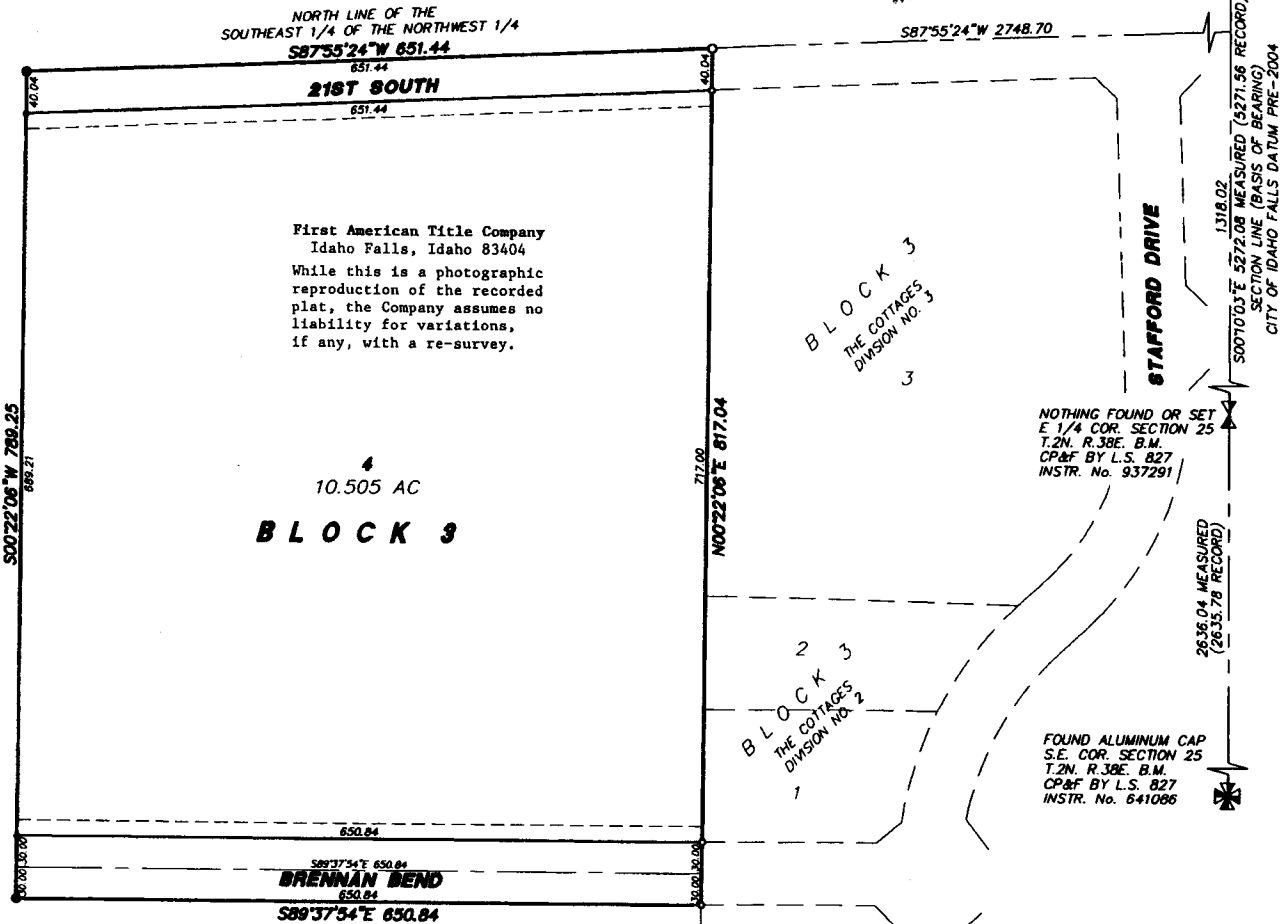 NORTH LINE OF THE
SOUTHEAST 1/4 OF THE NORTHWEST 1/4
S87°55'24"W 651.44
651.44
40.04
40.04
21ST SOUTH
651.44
S87°55'24"W 2748.70
First American Title Company
Idaho Falls, Idaho 83404
While this is a photographic
reproduction of the recorded
plat, the Company assumes no
liability for variations,
if any, with a re-survey.
S00°22'06"W 789.25
689.21
4
10.505 AC
BLOCK 3
717.00
N00°22'06"E 817.04
BLOCK 3
THE COTTAGES
DIVISION NO. 3
3
STAFFORD DRIVE
1318.02
S00°10'03"E 5272.08 MEASURED (5271.56 RECORD)
SECTION LINE (BASIS OF BEARING)
CITY OF IDAHO FALLS DATUM PRE-2004
NOTHING FOUND OR SET
E 1/4 COR. SECTION 25
T.2N. R.38E. B.M.
CP&F BY L.S. 827
INSTR. No. 937291
2636.04 MEASURED
(2635.78 RECORD)
2
BLOCK 3
THE COTTAGES
DIVISION NO. 2
1
FOUND ALUMINUM CAP
S.E. COR. SECTION 25
T.2N. R.38E. B.M.
CP&F BY L.S. 827
INSTR. No. 641086
650.84
30.00
30.00
S89°37'54"E 650.84
30.00
30.00
BRENNAN BEND
650.84
S89°37'54"E 650.84